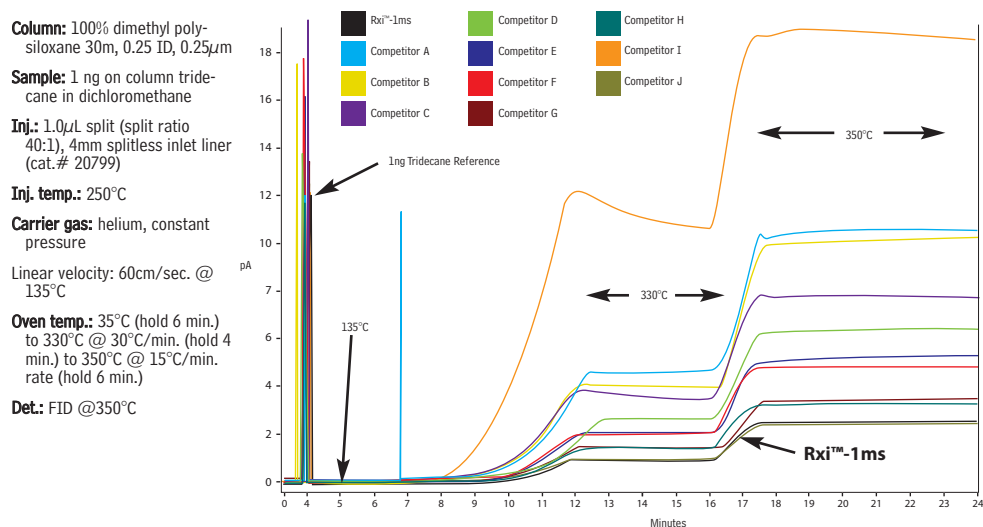 Column: 100% dimethyl poly-
siloxane 30m, 0.25 ID, 0.25µm
Sample: 1 ng on column tride-
cane in dichloromethane
Inj.: 1.0µL split (split ratio
40:1), 4mm splitless inlet liner
(cat.# 20799)
Inj. temp.: 250°C
Carrier gas: helium, constant
pressure
Linear velocity: 60cm/sec. @
135°C
Oven temp.: 35°C (hold 6 min.)
to 330°C @ 30°C/min. (hold 4
min.) to 350°C @ 15°C/min.
rate (hold 6 min.)
Det.: FID @350°C
Rxi™-1ms
Competitor A
Competitor B
Competitor C
Competitor D
Competitor E
Competitor F
Competitor G
Competitor H
Competitor I
Competitor J
1ng Tridecane Reference
135°C
330°C
350°C
Rxi™-1ms
pA
18
16
14
12
10
7
6
4
2
0
0 4 5 6 7 8 9 10 11 12 13 14 15 16 17 18 19 20 21 22 23 24
Minutes